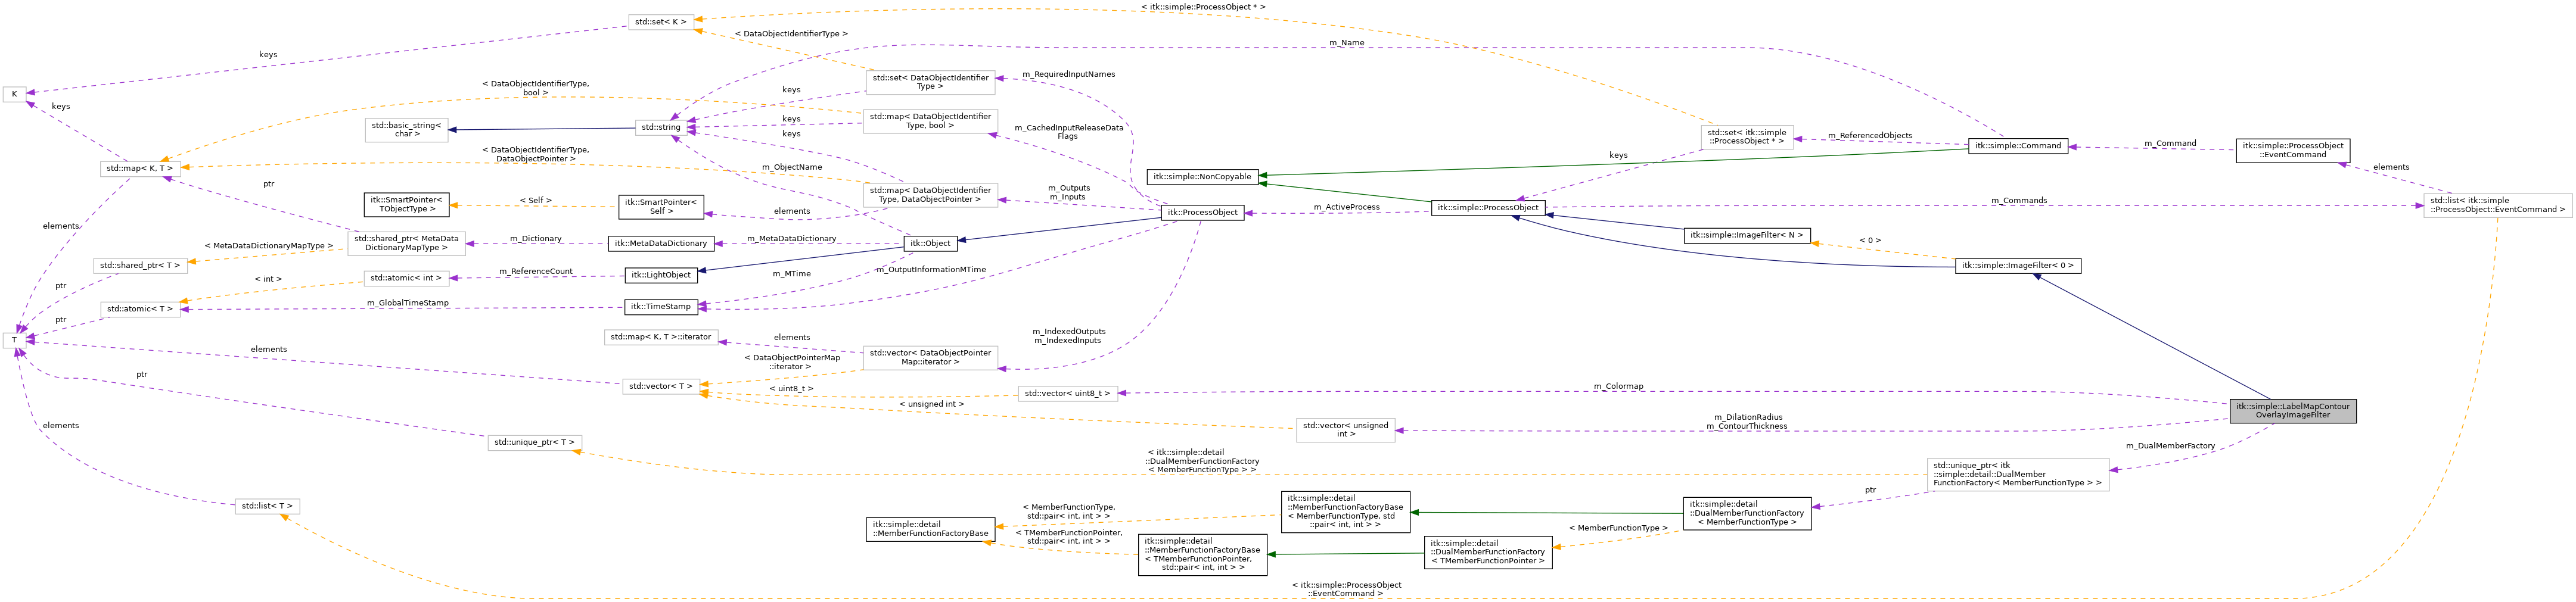 < itk::simple::ProcessObject * >
std::set< K >
< DataObjectIdentifierType >
m_Name
keys
std::set< DataObjectIdentifier
Type >
m_RequiredInputNames
< DataObjectIdentifierType,
bool >
keys
K
keys
std::map< DataObjectIdentifier
Type, bool >
keys
m_CachedInputReleaseData
Flags
std::basic_string<
char >
std::string
keys
std::set< itk::simple
::ProcessObject * >
m_ReferencedObjects
itk::simple::Command
m_Command
itk::simple::ProcessObject
::EventCommand
< DataObjectIdentifierType,
DataObjectPointer >
keys
elements
std::map< K, T >
m_ObjectName
itk::simple::NonCopyable
ptr
std::map< DataObjectIdentifier
Type, DataObjectPointer >
m_Outputs
m_Inputs
itk::SmartPointer<
TObjectType >
< Self >
itk::SmartPointer<
Self >
elements
itk::ProcessObject
m_ActiveProcess
itk::simple::ProcessObject
m_Commands
std::list< itk::simple
::ProcessObject::EventCommand >
elements
< MetaDataDictionaryMapType >
std::shared_ptr< MetaData
DictionaryMapType >
m_Dictionary
itk::MetaDataDictionary
m_MetaDataDictionary
itk::Object
itk::simple::ImageFilter< N >
< 0 >
std::shared_ptr< T >
itk::simple::ImageFilter< 0 >
ptr
< int >
std::atomic< int >
m_ReferenceCount
itk::LightObject
m_MTime
m_OutputInformationMTime
std::atomic< T >
m_GlobalTimeStamp
itk::TimeStamp
ptr
T
elements
std::map< K, T >::iterator
elements
std::vector< DataObjectPointer
Map::iterator >
m_IndexedOutputs
m_IndexedInputs
< DataObjectPointerMap
::iterator >
ptr
std::vector< T >
< uint8_t >
std::vector< uint8_t >
m_Colormap
< unsigned int >
itk::simple::LabelMapContour
OverlayImageFilter
elements
std::vector< unsigned
int >
m_DilationRadius
m_ContourThickness
std::unique_ptr< T >
< itk::simple::detail
::DualMemberFunctionFactory
< MemberFunctionType > >
m_DualMemberFactory
std::unique_ptr< itk
::simple::detail::DualMember
FunctionFactory< MemberFunctionType > >
ptr
std::list< T >
itk::simple::detail
::MemberFunctionFactoryBase
< MemberFunctionType,
std::pair< int, int > >
itk::simple::detail
::MemberFunctionFactoryBase
< MemberFunctionType, std
::pair< int, int > >
itk::simple::detail
::DualMemberFunctionFactory
< MemberFunctionType >
< TMemberFunctionPointer,
std::pair< int, int > >
itk::simple::detail
::MemberFunctionFactoryBase
< TMemberFunctionPointer,
std::pair< int, int > >
< MemberFunctionType >
itk::simple::detail
::DualMemberFunctionFactory
< TMemberFunctionPointer >
< itk::simple::ProcessObject
::EventCommand >